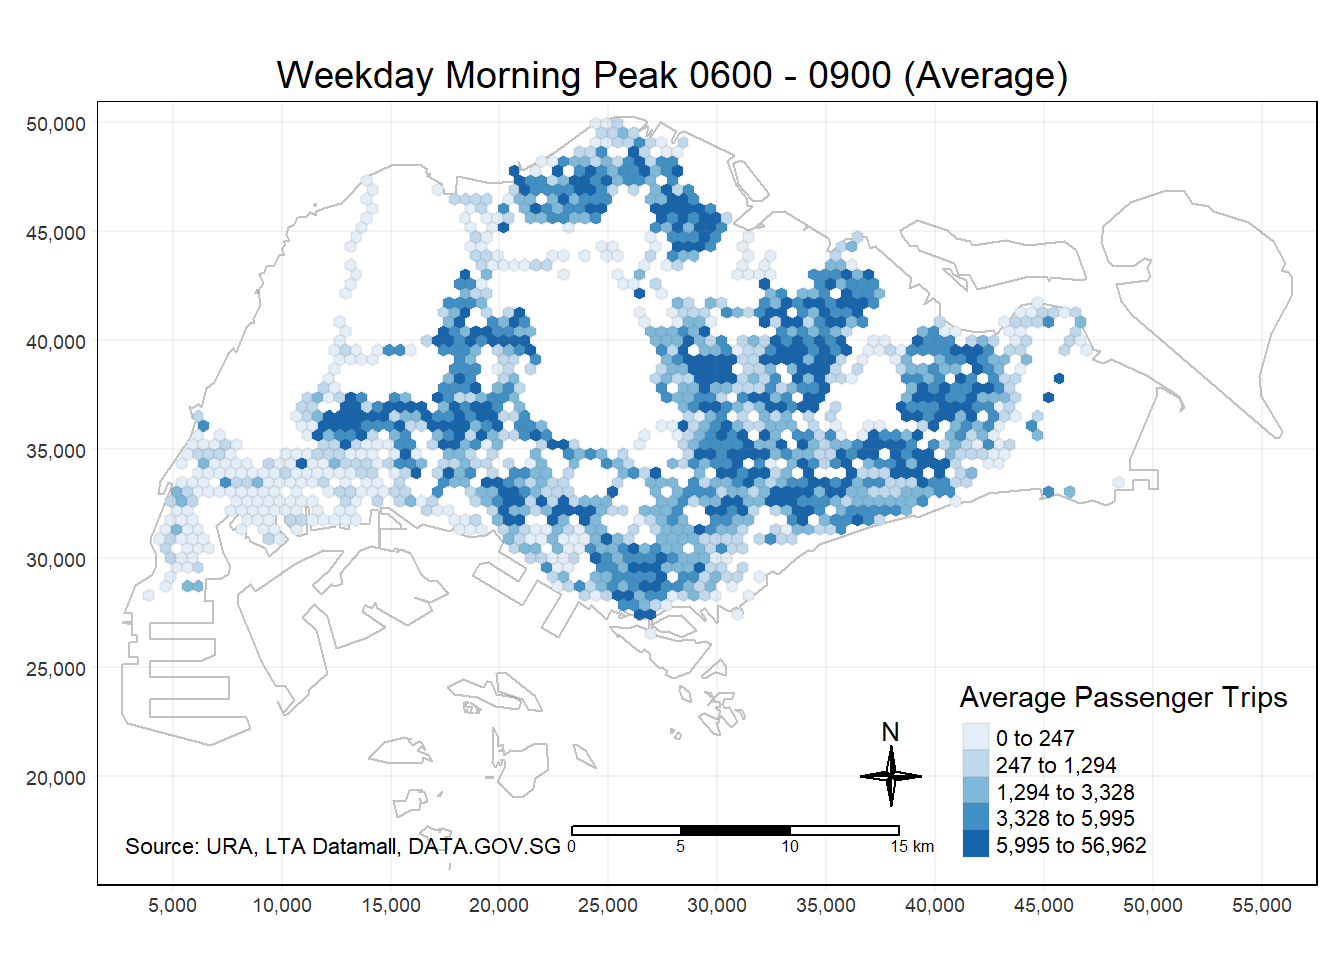 Weekday Morning Peak 0600 - 0900 (Average)
50,000
45,000
40,000
35,000
30,000
25,000
20,000
Average Passenger Trips
0 to 247
247 to 1,294
1,294 to 3,328
3,328 to 5,995
5,995 to 56,962
N
Source: URA, LTA Datamall, DATA.GOV.SG
0 5 10 15 km
5,000 10,000 15,000 20,000 25,000 30,000 35,000 40,000 45,000 50,000 55,000